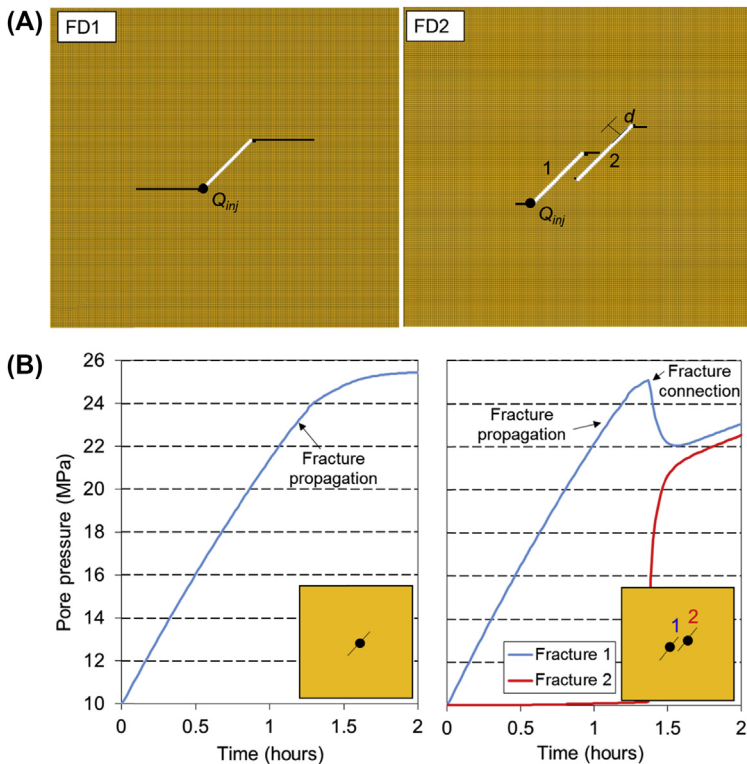 (A)
FD1
Qinj
FD2
d
1
2
Qinj
(B)
Pore pressure (MPa)
26
24
22
20
18
16
14
12
10
Fracture
propagation
0
0.5
1
1.5
2
Time (hours)
Fracture
connection
Fracture
propagation
1
2
Fracture 1
Fracture 2
0
0.5
1
1.5
2
Time (hours)